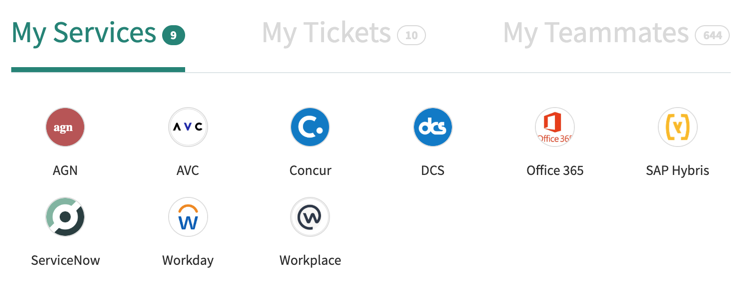 My Services 9 My Tickets 10 My Teammates 644
agn AVC C. dcs Office 365
AGN AVC Concur DCS Office 365 SAP Hybris
W
ServiceNow Workday Workplace